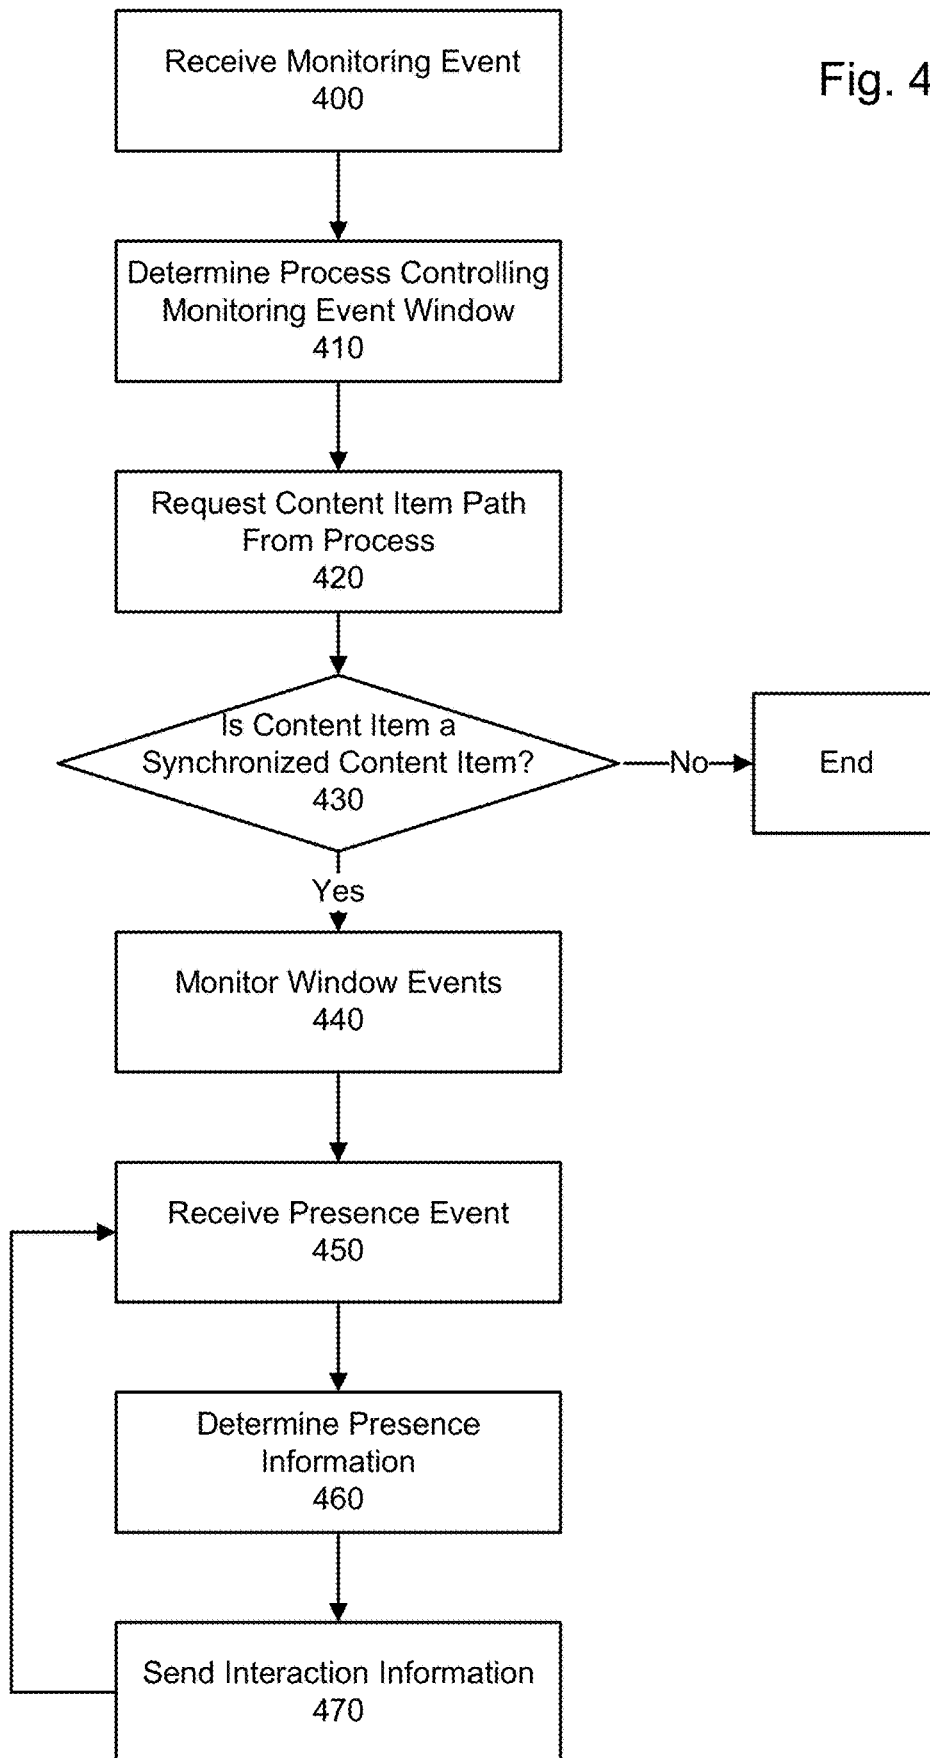 Fig. 4
Receive Monitoring Event
400
Determine Process Controlling
Monitoring Event Window
410
Request Content Item Path
From Process
420
Is Content Item a
Synchronized Content Item?
430
No
End
Yes
Monitor Window Events
440
Receive Presence Event
450
Determine Presence
Information
460
Send Interaction Information
470